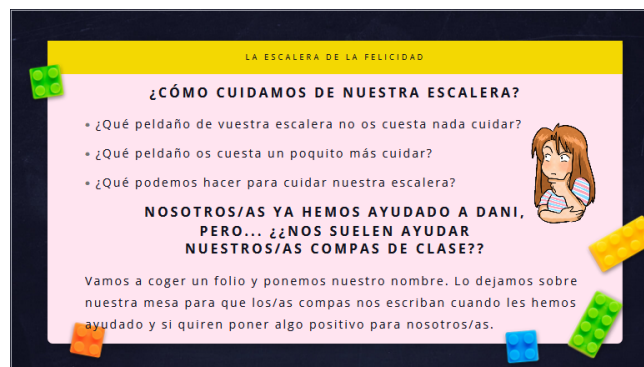 LA ESCALERA DE LA FELICIDAD
¿CÓMO CUIDAMOS DE NUESTRA ESCALERA?
• ¿Qué peldaño de vuestra escalera no os cuesta nada cuidar?
• ¿Qué peldaño os cuesta un poquito más cuidar?
• ¿Qué podemos hacer para cuidar nuestra escalera?
NOSOTROS/AS YA HEMOS AYUDADO A DANI,
PERO... ¿¿NOS SUELEN AYUDAR
NUESTROS/AS COMPAS DE CLASE??
Vamos a coger un folio y ponemos nuestro nombre. Lo dejamos sobre
nuestra mesa para que los/as compas nos escriban cuando les hemos
ayudado y si quiren poner algo positivo para nosotros/as.